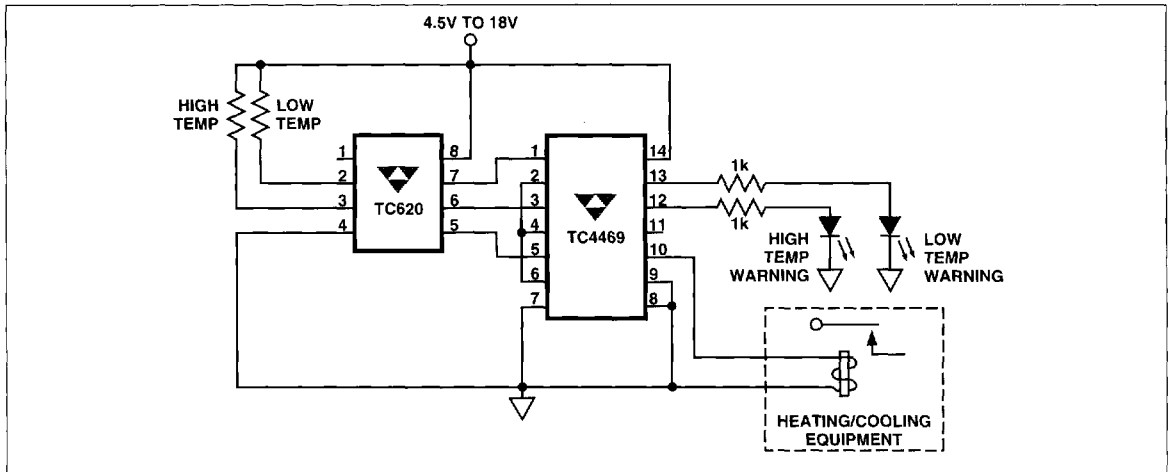 4.5V TO 18V
HIGH
TEMP
LOW
TEMP
1
2
3
4
8
7
6
5
TC620
1
2
3
4
5
6
7
14
13
12
11
10
9
8
TC4469
1k
1k
HIGH
TEMP
WARNING
LOW
TEMP
WARNING
HEATING/COOLING
EQUIPMENT